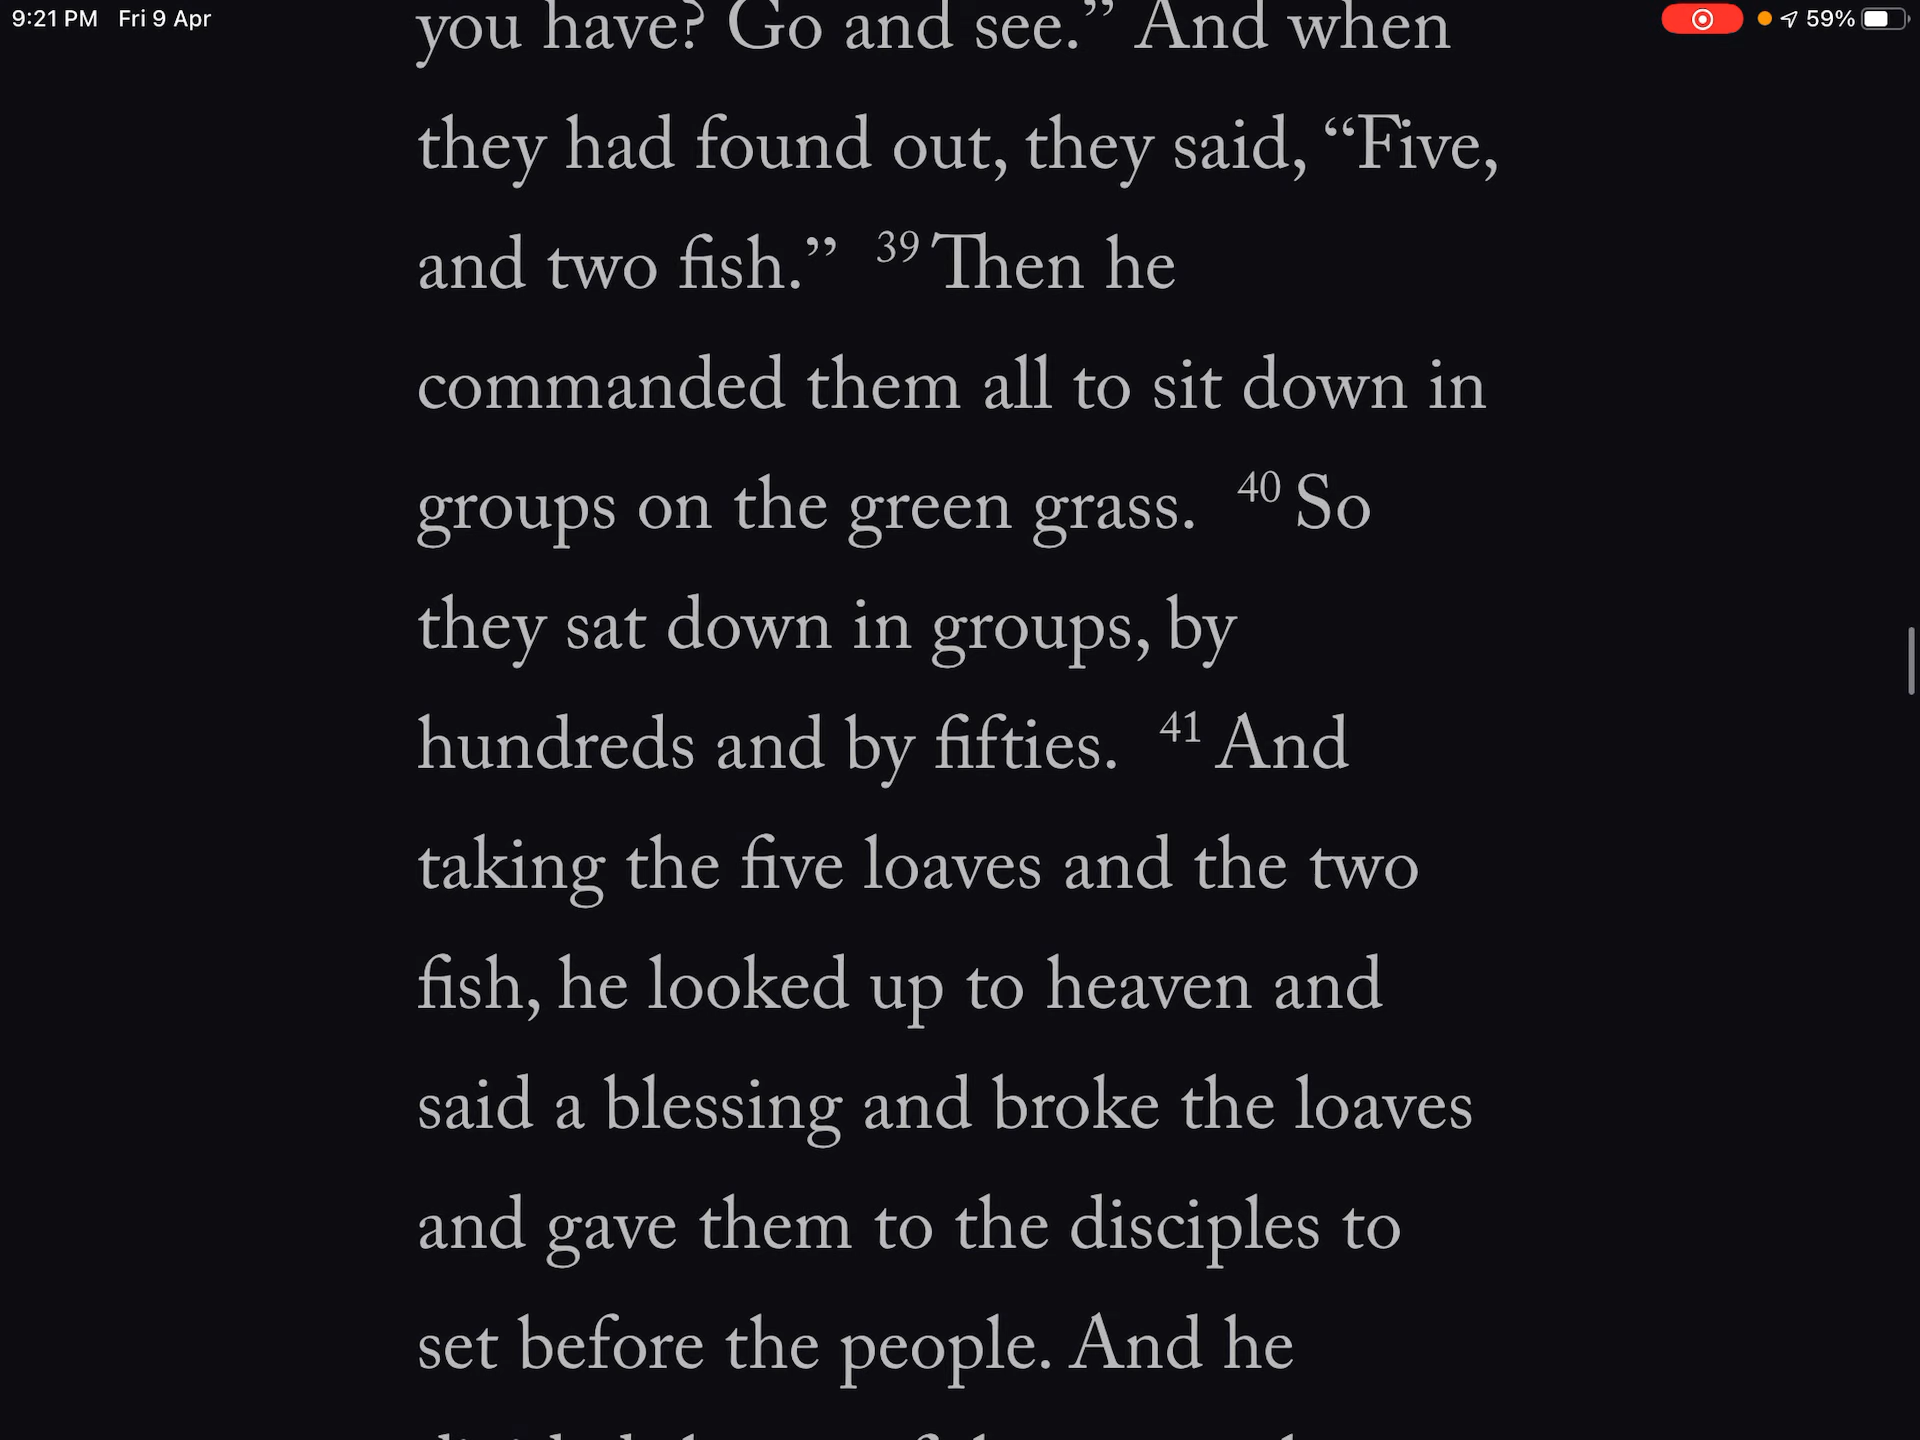 9:21 PM Fri 9 Apr 59%
you have? Go and see.” And when
they had found out, they said, “Five,
and two fish.” 39 Then he
commanded them all to sit down in
groups on the green grass. 40 So
they sat down in groups, by
hundreds and by fifties. 41 And
taking the five loaves and the two
fish, he looked up to heaven and
said a blessing and broke the loaves
and gave them to the disciples to
set before the people. And he